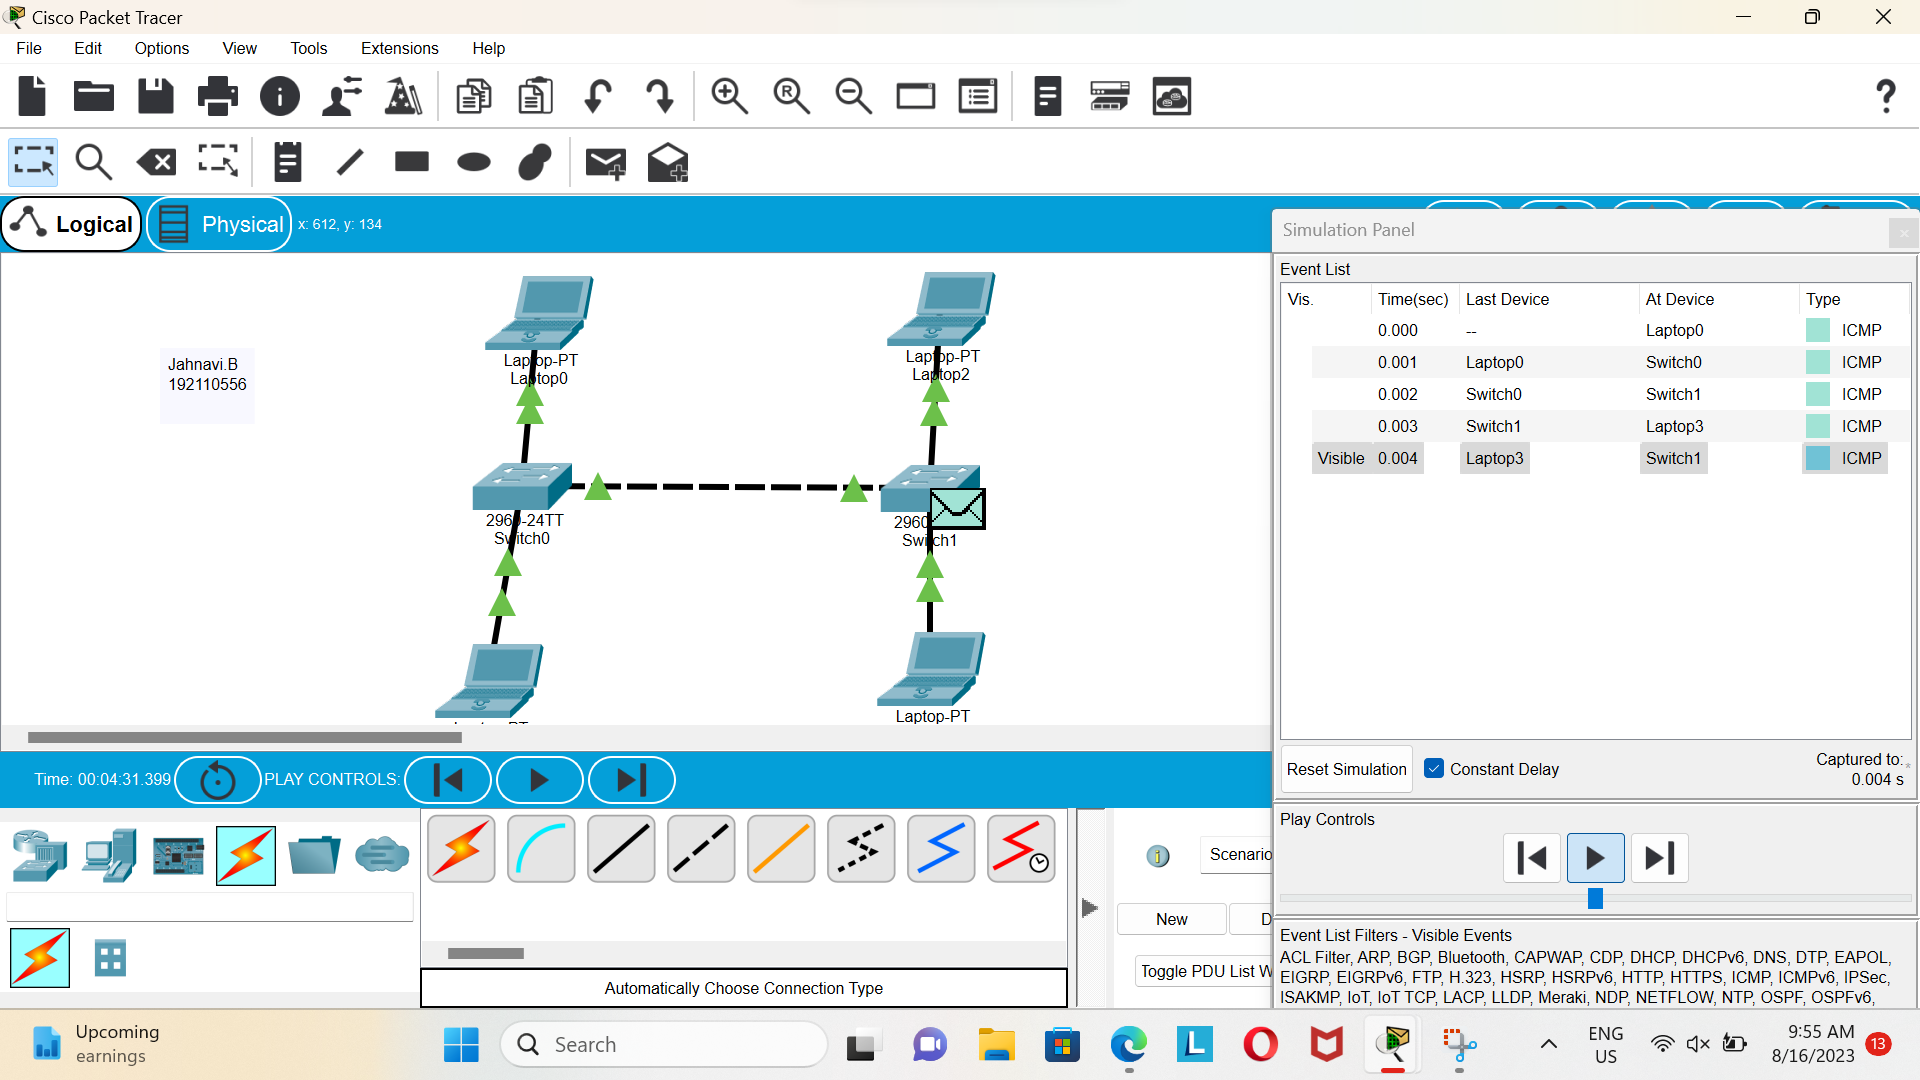 Cisco Packet Tracer
File Edit Options View Tools Extensions Help
Logical Physical x: 612, y: 134
Simulation Panel
Event List
Vis. Time(sec) Last Device At Device Type
0.000 -- Laptop0 ICMP
0.001 Laptop0 Switch0 ICMP
0.002 Switch0 Switch1 ICMP
0.003 Switch1 Laptop3 ICMP
Visible 0.004 Laptop3 Switch1 ICMP
Jahnavi.B
192110556
Laptop-PT
Laptop0
Laptop-PT
Laptop2
2960-24TT
Switch0
2960
Switch1
Laptop-PT
Reset Simulation Constant Delay
Captured to:*
0.004 s
Time: 00:04:31.399 PLAY CONTROLS:
Play Controls
Scenario
New D
Toggle PDU List W
Automatically Choose Connection Type
Event List Filters - Visible Events
ACL Filter, ARP, BGP, Bluetooth, CAPWAP, CDP, DHCP, DHCPv6, DNS, DTP, EAPOL,
EIGRP, EIGRPv6, FTP, H.323, HSRP, HSRPv6, HTTP, HTTPS, ICMP, ICMPv6, IPSec,
ISAKMP, IoT, IoT TCP, LACP, LLDP, Meraki, NDP, NETFLOW, NTP, OSPF, OSPFv6,
Upcoming
earnings
Search
ENG
US
9:55 AM
8/16/2023
13